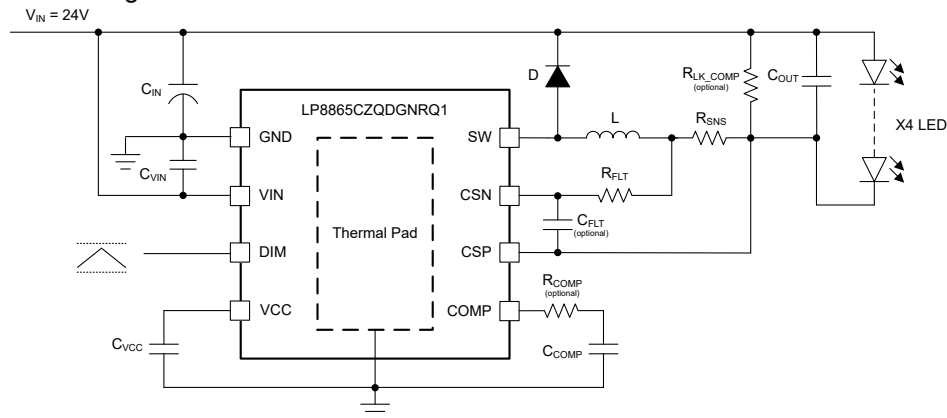 V_IN = 24V
C_IN
D
R_LK_COMP
(optional)
C_OUT
LP8865CZQDGNRQ1
X4 LED
GND
SW
L
R_SNS
C_VIN
VIN
CSN
R_FLT
C_FLT
(optional)
Thermal Pad
DIM
CSP
VCC
COMP
R_COMP
(optional)
C_VCC
C_COMP